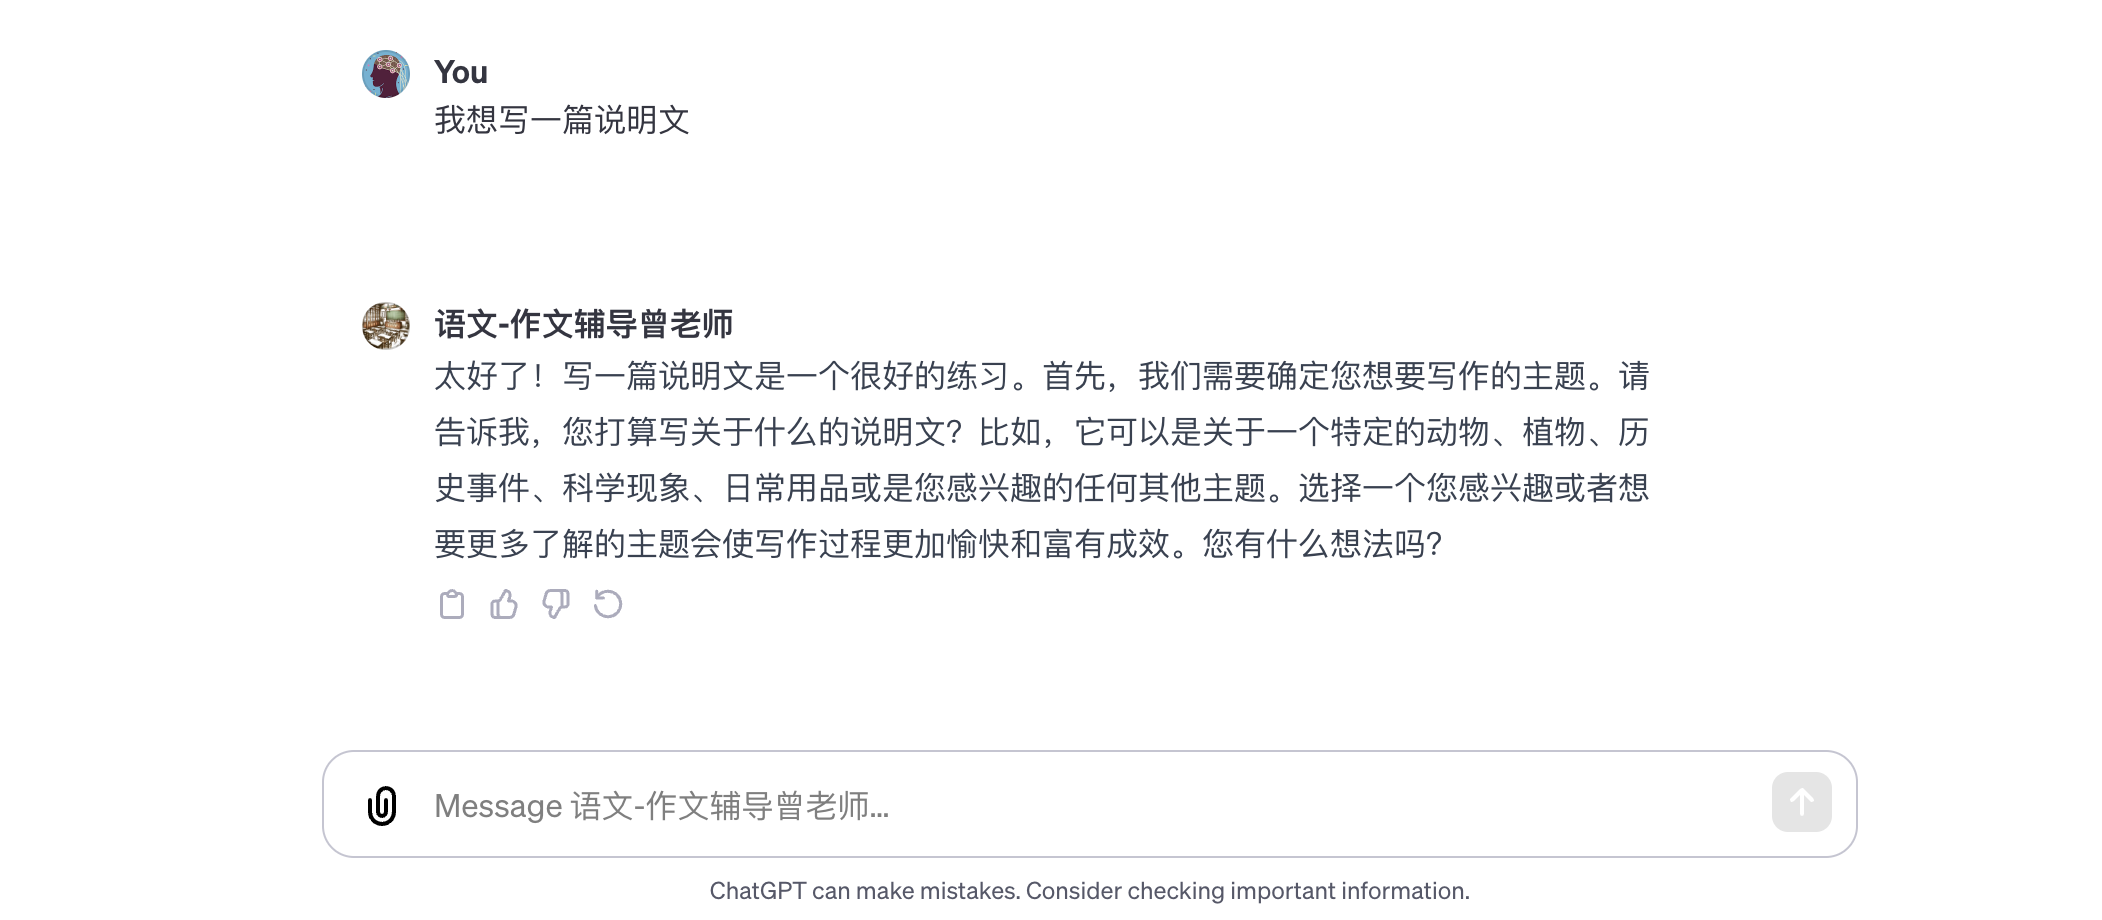 You
我想写一篇说明文
语文-作文辅导曾老师
太好了！写一篇说明文是一个很好的练习。首先，我们需要确定您想要写作的主题。请
告诉我，您打算写关于什么的说明文？比如，它可以是关于一个特定的动物、植物、历
史事件、科学现象、日常用品或是您感兴趣的任何其他主题。选择一个您感兴趣或者想
要更多了解的主题会使写作过程更加愉快和富有成效。您有什么想法吗？
Message 语文-作文辅导曾老师...
ChatGPT can make mistakes. Consider checking important information.